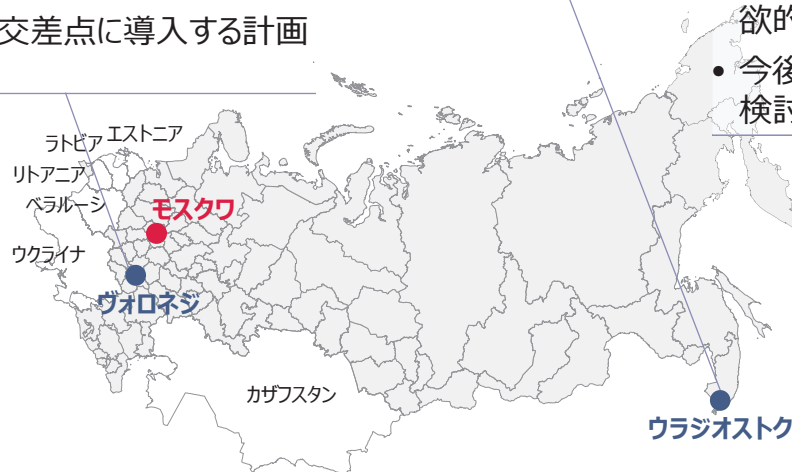 交差点に導入する計画
欲的
• 今後
検討
ラトビア
エストニア
リトアニア
ベラルーシ
モスクワ
ウクライナ
ヴォロネジ
カザフスタン
ウラジオストク